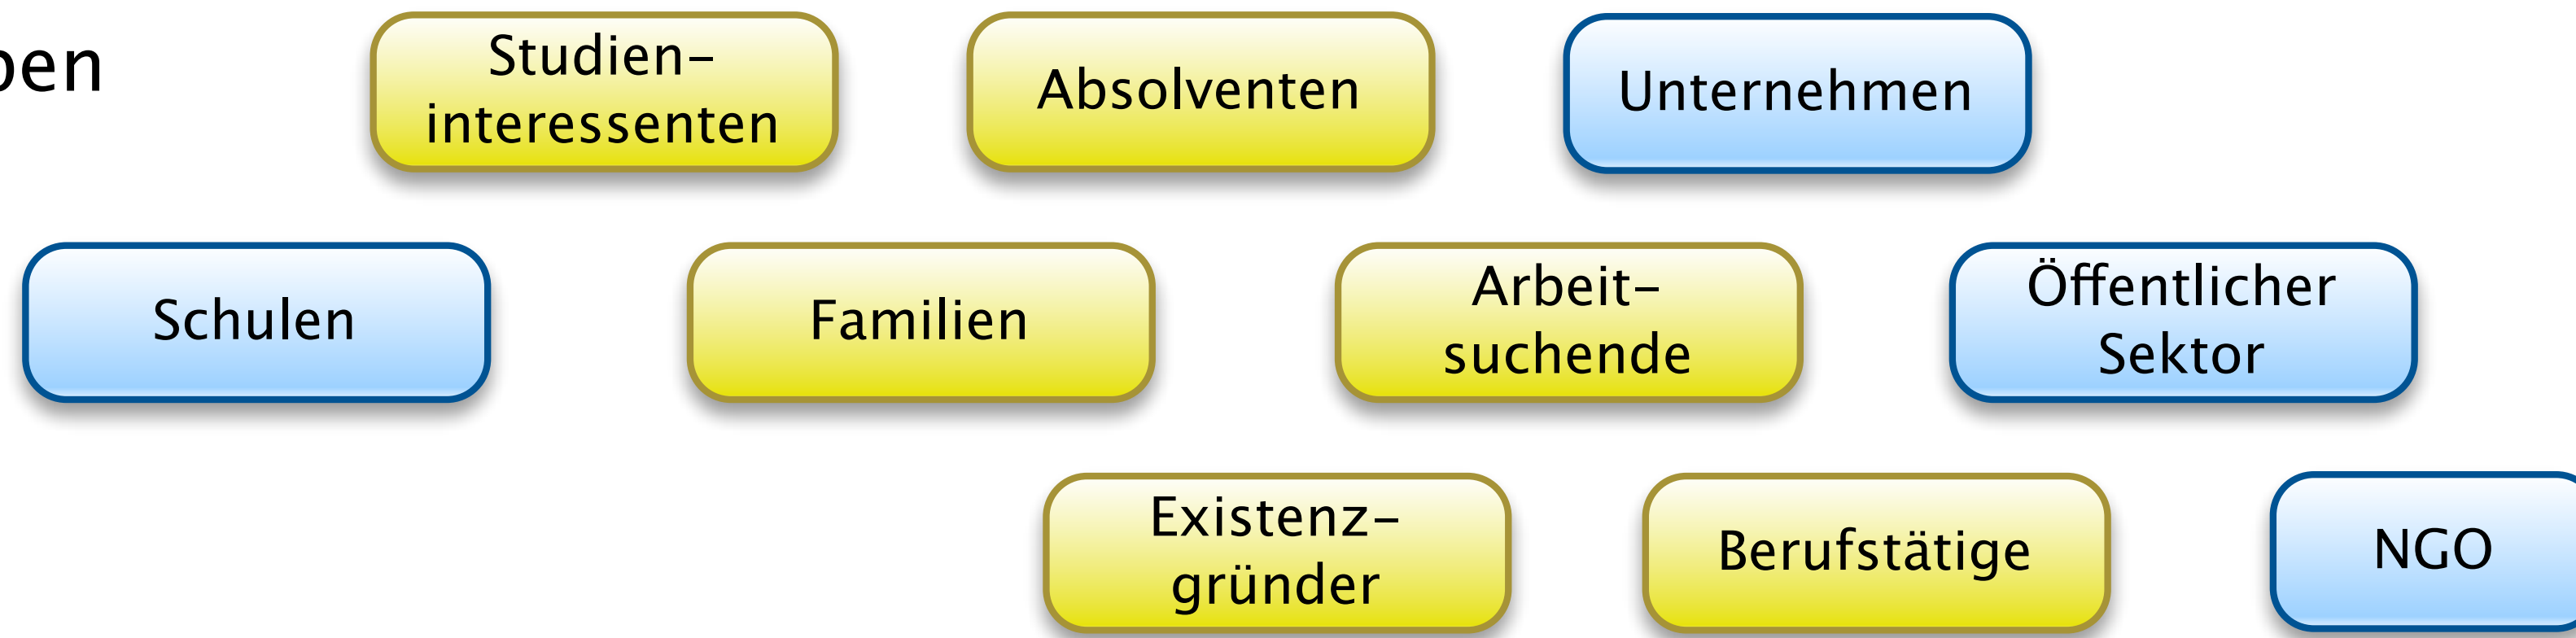 pen
Studien-
interessenten
Absolventen
Unternehmen
Schulen
Familien
Arbeit-
suchende
Öffentlicher
Sektor
Existenz-
gründer
Berufstätige
NGO